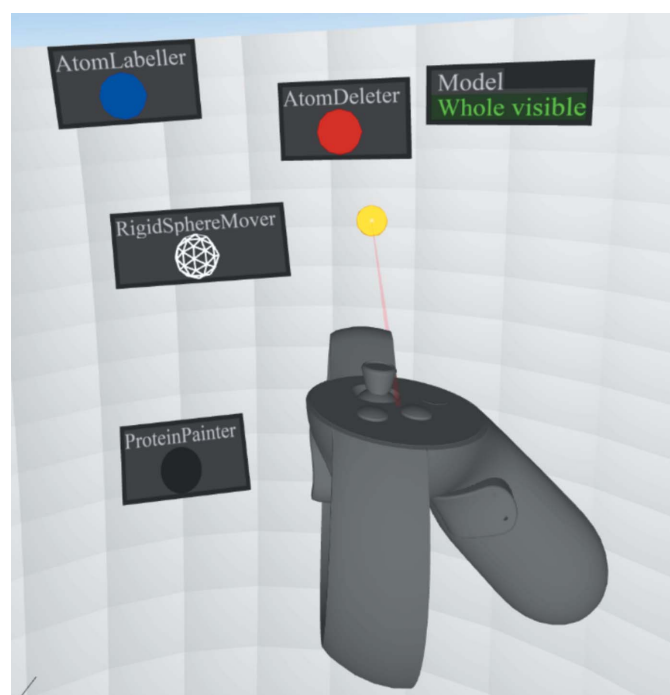 AtomLabeller
AtomDeleter
Model
Whole visible
RigidSphereMover
ProteinPainter